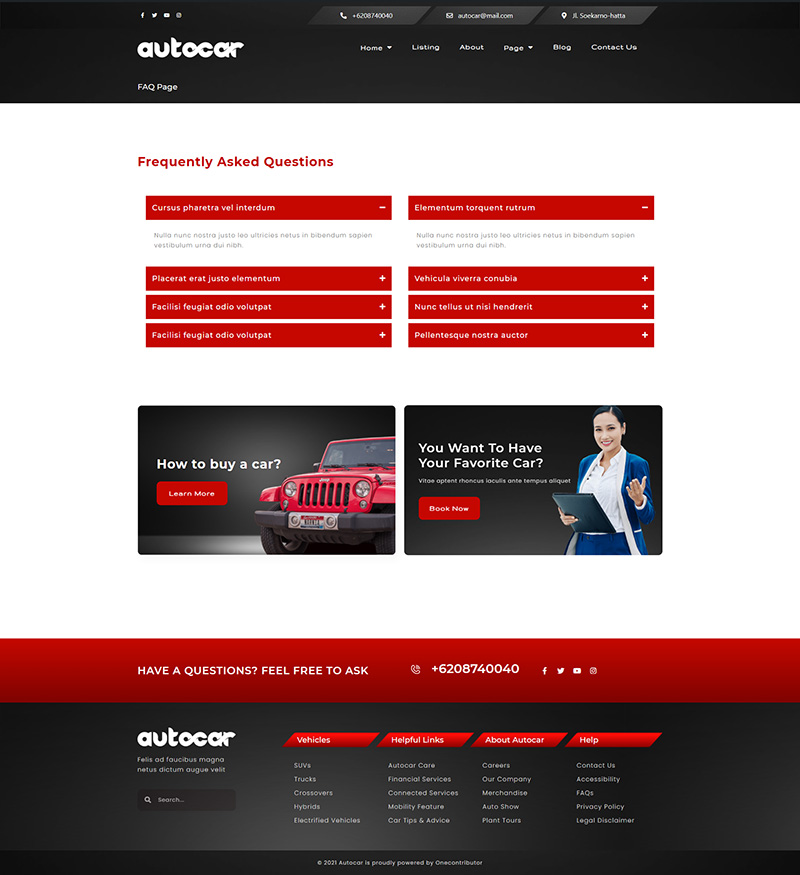 +6208740040
autocar@mail.com
Jl. Soekarno-hatta
autocar
Home
Listing
About
Page
Blog
Contact Us
FAQ Page
Frequently Asked Questions
Cursus pharetra vel interdum
Nulla nunc nostra justo leo ultricies netus in bibendum sapien
vestibulum urna dui nibh.
Placerat erat justo elementum
Facilisi feugiat odio volutpat
Facilisi feugiat odio volutpat
Elementum torquent rutrum
Nulla nunc nostra justo leo ultricies netus in bibendum sapien
vestibulum urna dui nibh.
Vehicula viverra conubia
Nunc tellus ut nisi hendrerit
Pellentesque nostra auctor
How to buy a car?
Learn More
You Want To Have
Your Favorite Car?
Vitae aptent rhoncus iaculis ante tempus aliquet
Book Now
HAVE A QUESTIONS? FEEL FREE TO ASK
+6208740040
autocar
Felis ad faucibus magna
netus dictum augue velit
Search...
Vehicles
SUVs
Trucks
Crossovers
Hybrids
Electrified Vehicles
Helpful Links
Autocar Care
Financial Services
Connected Services
Mobility Feature
Car Tips & Advice
About Autocar
Careers
Our Company
Merchandise
Auto Show
Plant Tours
Help
Contact Us
Accessibility
FAQs
Privacy Policy
Legal Disclaimer
© 2021 Autocar is proudly powered by Onecontributor